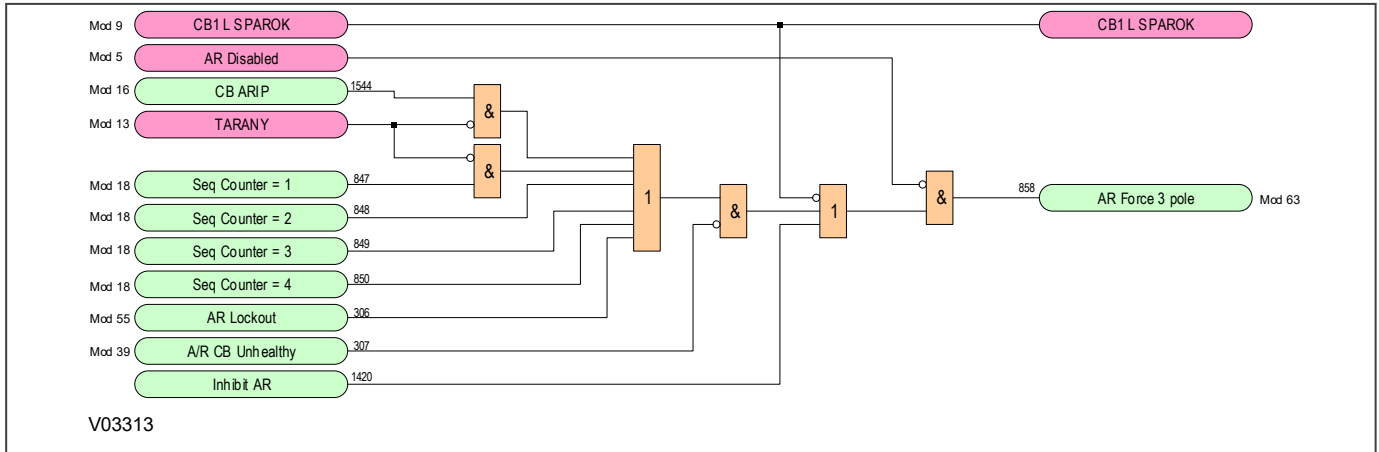 Mod 9 CB1 L SPAROK CB1 L SPAROK
Mod 5 AR Disabled
Mod 16 CB ARIP 1544
&
Mod 13 TARANY
&
Mod 18 Seq Counter = 1 847
1
&
1
&
858 AR Force 3 pole Mod 63
Mod 18 Seq Counter = 2 848
Mod 18 Seq Counter = 3 849
Mod 18 Seq Counter = 4 850
Mod 55 AR Lockout 306
Mod 39 A/R CB Unhealthy 307
Inhibit AR 1420
V03313